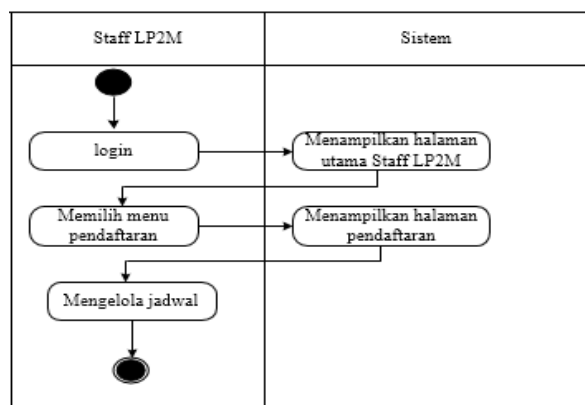 Staff LP2M
Sistem
login
Menampilkan halaman
utama Staff LP2M
Memilih menu
pendaftaran
Menampilkan halaman
pendaftaran
Mengelola jadwal